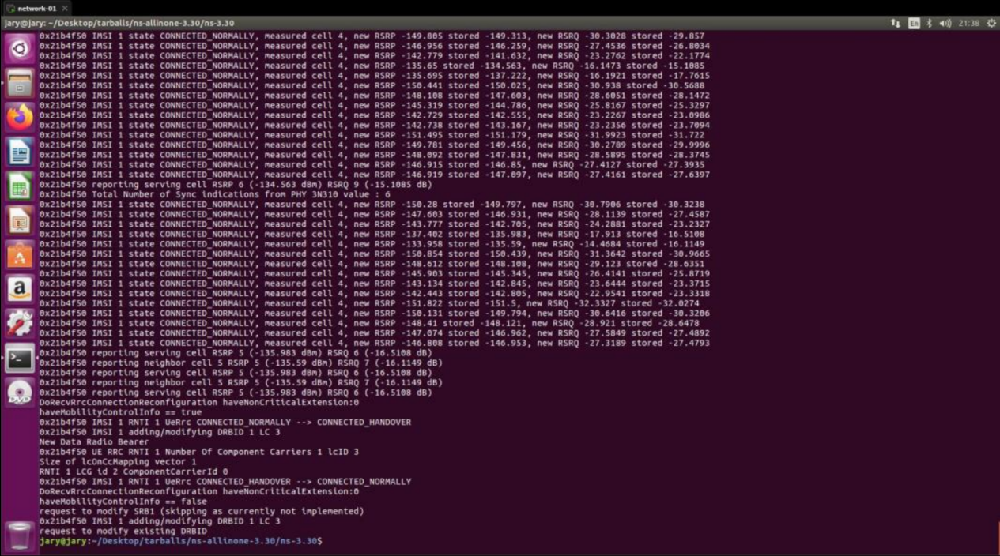 network-01 ×
jary@jary: ~/Desktop/tarballs/ns-allinone-3.30/ns-3.30
En
21:38
0x21b4f50 IMSI 1 state CONNECTED_NORMALLY, measured cell 4, new RSRP -149.805 stored -149.313, new RSRQ -30.3028 stored -29.857
0x21b4f50 IMSI 1 state CONNECTED_NORMALLY, measured cell 4, new RSRP -146.956 stored -146.259, new RSRQ -27.4536 stored -26.8034
0x21b4f50 IMSI 1 state CONNECTED_NORMALLY, measured cell 4, new RSRP -142.779 stored -141.632, new RSRQ -23.2762 stored -22.1774
0x21b4f50 IMSI 1 state CONNECTED_NORMALLY, measured cell 4, new RSRP -135.65 stored -134.563, new RSRQ -16.1473 stored -15.1085
0x21b4f50 IMSI 1 state CONNECTED_NORMALLY, measured cell 4, new RSRP -135.695 stored -137.222, new RSRQ -16.1921 stored -17.7615
0x21b4f50 IMSI 1 state CONNECTED_NORMALLY, measured cell 4, new RSRP -150.441 stored -150.025, new RSRQ -30.938 stored -30.5688
0x21b4f50 IMSI 1 state CONNECTED_NORMALLY, measured cell 4, new RSRP -148.108 stored -147.603, new RSRQ -28.6051 stored -28.1472
0x21b4f50 IMSI 1 state CONNECTED_NORMALLY, measured cell 4, new RSRP -145.319 stored -144.786, new RSRQ -25.8167 stored -25.3297
0x21b4f50 IMSI 1 state CONNECTED_NORMALLY, measured cell 4, new RSRP -142.729 stored -142.555, new RSRQ -23.2267 stored -23.0986
0x21b4f50 IMSI 1 state CONNECTED_NORMALLY, measured cell 4, new RSRP -142.738 stored -143.167, new RSRQ -23.2356 stored -23.7094
0x21b4f50 IMSI 1 state CONNECTED_NORMALLY, measured cell 4, new RSRP -151.495 stored -151.179, new RSRQ -31.9923 stored -31.722
0x21b4f50 IMSI 1 state CONNECTED_NORMALLY, measured cell 4, new RSRP -149.781 stored -149.456, new RSRQ -30.2789 stored -29.9996
0x21b4f50 IMSI 1 state CONNECTED_NORMALLY, measured cell 4, new RSRP -148.092 stored -147.831, new RSRQ -28.5895 stored -28.3745
0x21b4f50 IMSI 1 state CONNECTED_NORMALLY, measured cell 4, new RSRP -146.915 stored -146.85, new RSRQ -27.4127 stored -27.3935
0x21b4f50 IMSI 1 state CONNECTED_NORMALLY, measured cell 4, new RSRP -146.919 stored -147.097, new RSRQ -27.4161 stored -27.6397
0x21b4f50 reporting serving cell RSRP 6 (-134.563 dBm) RSRQ 9 (-15.1085 dB)
0x21b4f50 Total Number of Sync indications from PHY 3N310 value : 6
0x21b4f50 IMSI 1 state CONNECTED_NORMALLY, measured cell 4, new RSRP -150.28 stored -149.797, new RSRQ -30.7906 stored -30.3238
0x21b4f50 IMSI 1 state CONNECTED_NORMALLY, measured cell 4, new RSRP -147.603 stored -146.931, new RSRQ -28.1139 stored -27.4587
0x21b4f50 IMSI 1 state CONNECTED_NORMALLY, measured cell 4, new RSRP -143.777 stored -142.705, new RSRQ -24.2881 stored -23.2327
0x21b4f50 IMSI 1 state CONNECTED_NORMALLY, measured cell 4, new RSRP -137.402 stored -135.983, new RSRQ -17.913 stored -16.5108
0x21b4f50 IMSI 1 state CONNECTED_NORMALLY, measured cell 4, new RSRP -133.958 stored -135.59, new RSRQ -14.4684 stored -16.1149
0x21b4f50 IMSI 1 state CONNECTED_NORMALLY, measured cell 4, new RSRP -150.854 stored -150.439, new RSRQ -31.3642 stored -30.9665
0x21b4f50 IMSI 1 state CONNECTED_NORMALLY, measured cell 4, new RSRP -148.612 stored -148.108, new RSRQ -29.123 stored -28.6351
0x21b4f50 IMSI 1 state CONNECTED_NORMALLY, measured cell 4, new RSRP -145.903 stored -145.345, new RSRQ -26.4141 stored -25.8719
0x21b4f50 IMSI 1 state CONNECTED_NORMALLY, measured cell 4, new RSRP -143.134 stored -142.845, new RSRQ -23.6444 stored -23.3715
0x21b4f50 IMSI 1 state CONNECTED_NORMALLY, measured cell 4, new RSRP -142.443 stored -142.805, new RSRQ -22.9541 stored -23.3318
0x21b4f50 IMSI 1 state CONNECTED_NORMALLY, measured cell 4, new RSRP -151.822 stored -151.5, new RSRQ -32.3327 stored -32.0274
0x21b4f50 IMSI 1 state CONNECTED_NORMALLY, measured cell 4, new RSRP -150.131 stored -149.794, new RSRQ -30.6416 stored -30.3206
0x21b4f50 IMSI 1 state CONNECTED_NORMALLY, measured cell 4, new RSRP -148.41 stored -148.121, new RSRQ -28.921 stored -28.6478
0x21b4f50 IMSI 1 state CONNECTED_NORMALLY, measured cell 4, new RSRP -147.074 stored -146.962, new RSRQ -27.5849 stored -27.4892
0x21b4f50 IMSI 1 state CONNECTED_NORMALLY, measured cell 4, new RSRP -146.808 stored -146.953, new RSRQ -27.3189 stored -27.4793
0x21b4f50 reporting serving cell RSRP 5 (-135.983 dBm) RSRQ 6 (-16.5108 dB)
0x21b4f50 reporting neighbor cell 5 RSRP 5 (-135.59 dBm) RSRQ 7 (-16.1149 dB)
0x21b4f50 reporting serving cell RSRP 5 (-135.983 dBm) RSRQ 6 (-16.5108 dB)
0x21b4f50 reporting neighbor cell 5 RSRP 5 (-135.59 dBm) RSRQ 7 (-16.1149 dB)
0x21b4f50 reporting serving cell RSRP 5 (-135.983 dBm) RSRQ 6 (-16.5108 dB)
DoRecvRrcConnectionReconfiguration haveNonCriticalExtension:0
haveMobilityControlInfo == true
0x21b4f50 IMSI 1 RNTI 1 UeRrc CONNECTED_NORMALLY --> CONNECTED_HANDOVER
0x21b4f50 IMSI 1 adding/modifying DRBID 1 LC 3
New Data Radio Bearer
0x21b4f50 UE RRC RNTI 1 Number Of Component Carriers 1 lcID 3
Size of lcOnCcMapping vector 1
RNTI 1 LCG id 2 ComponentCarrierId 0
0x21b4f50 IMSI 1 RNTI 1 UeRrc CONNECTED_HANDOVER --> CONNECTED_NORMALLY
DoRecvRrcConnectionReconfiguration haveNonCriticalExtension:0
haveMobilityControlInfo == false
request to modify SRB1 (skipping as currently not implemented)
0x21b4f50 IMSI 1 adding/modifying DRBID 1 LC 3
request to modify existing DRBID
jary@jary:~/Desktop/tarballs/ns-allinone-3.30/ns-3.30$